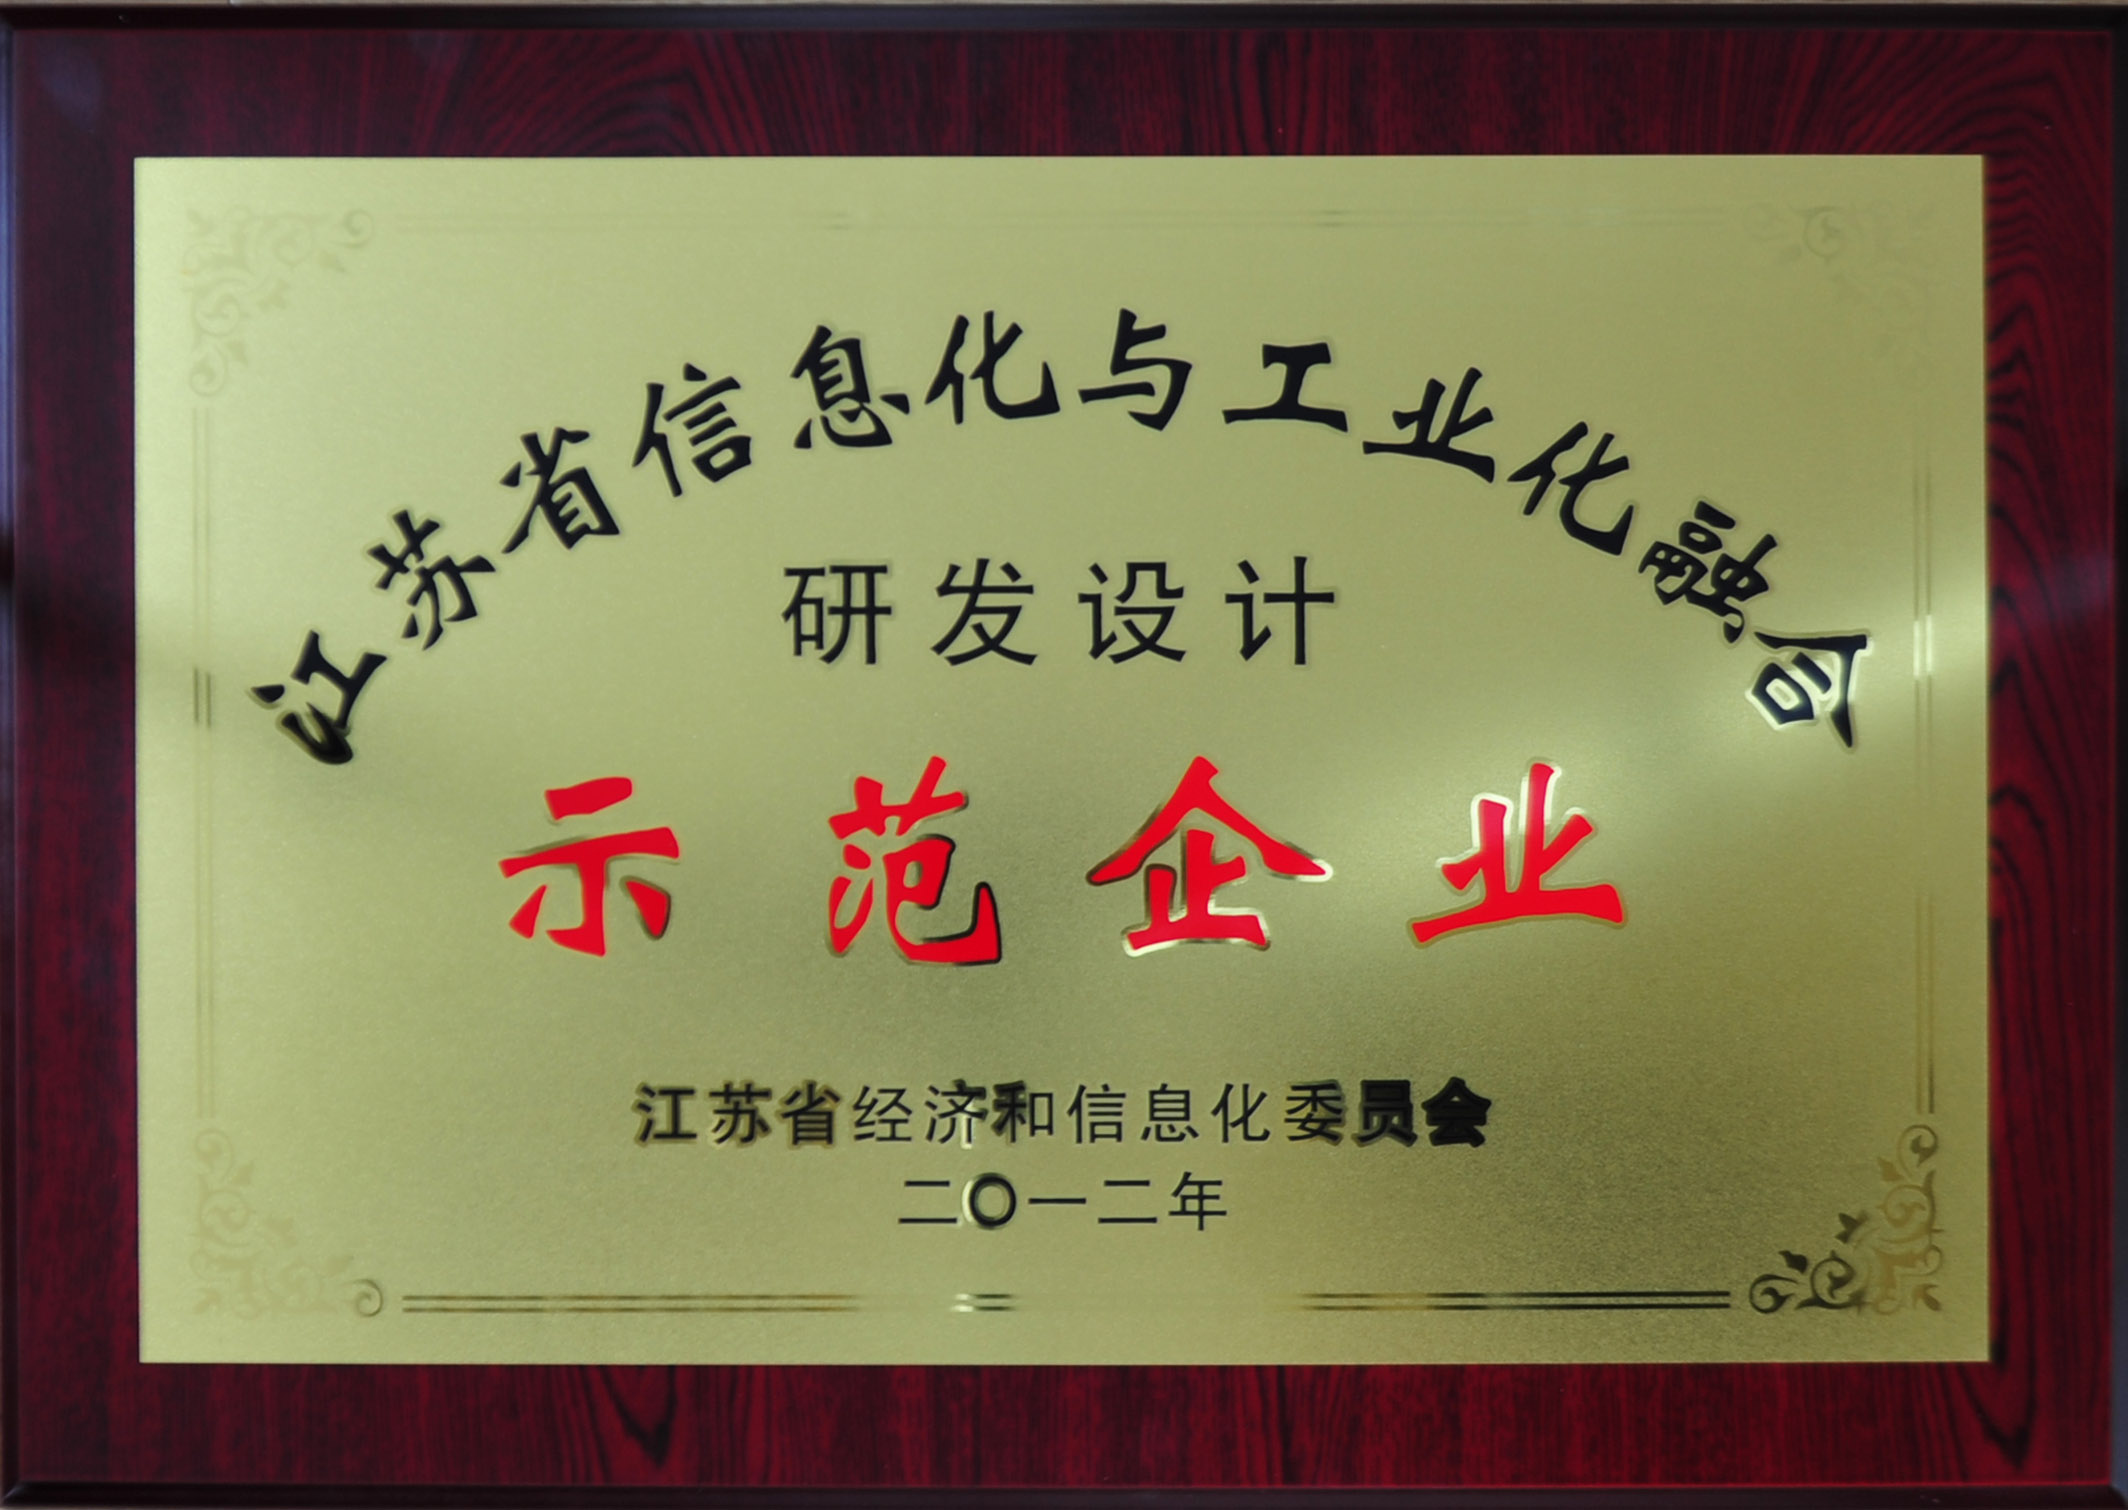 江苏省信息化与工业化融合
研发设计
示范企业
江苏省经济和信息化委员会
二〇一二年